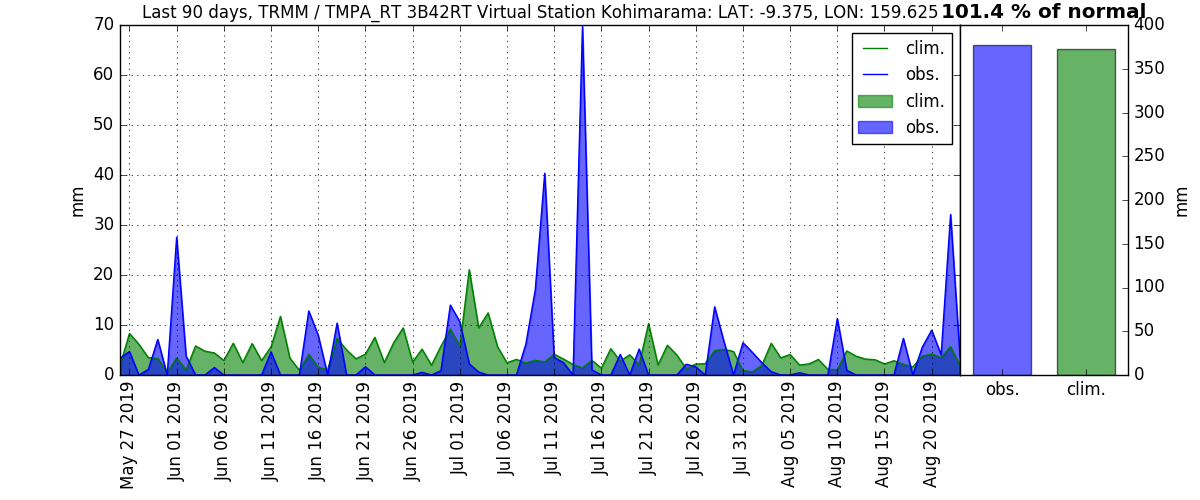 Last 90 days, TRMM / TMPA_RT 3B42RT Virtual Station Kohimarama: LAT: -9.375, LON: 159.625
101.4 % of normal
70
60
50
40
30
20
10
0
mm
clim.
obs.
clim.
obs.
400
350
300
250
200
150
100
50
0
mm
May 27 2019
Jun 01 2019
Jun 06 2019
Jun 11 2019
Jun 16 2019
Jun 21 2019
Jun 26 2019
Jul 01 2019
Jul 06 2019
Jul 11 2019
Jul 16 2019
Jul 21 2019
Jul 26 2019
Jul 31 2019
Aug 05 2019
Aug 10 2019
Aug 15 2019
Aug 20 2019
obs.
clim.